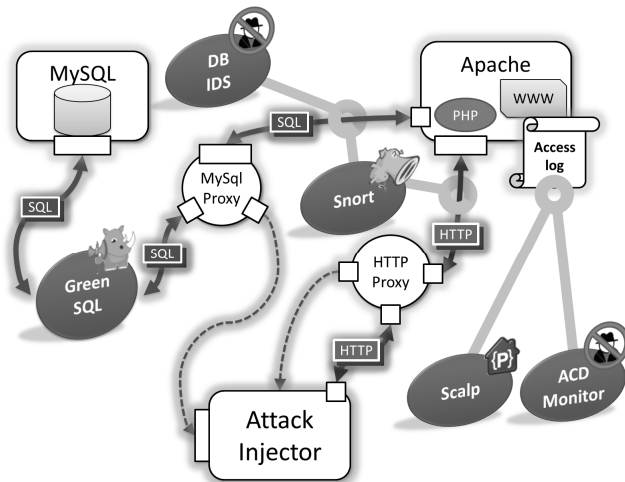 MySQL
DB
IDS
Apache
WWW
PHP
SQL
Access
log
MySql
Proxy
Snort
SQL
SQL
HTTP
Green
SQL
HTTP
Proxy
HTTP
{P}
Scalp
ACD
Monitor
Attack
Injector